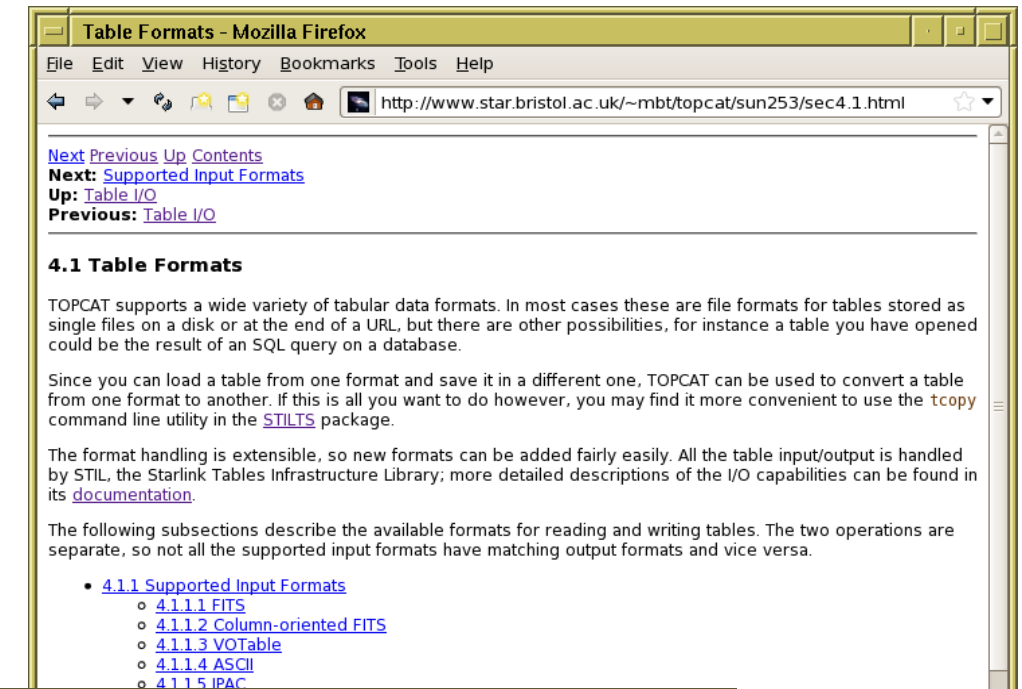 Table Formats - Mozilla Firefox
File Edit View History Bookmarks Tools Help
http://www.star.bristol.ac.uk/~mbt/topcat/sun253/sec4.1.html
Next Previous Up Contents
Next: Supported Input Formats
Up: Table I/O
Previous: Table I/O
4.1 Table Formats
TOPCAT supports a wide variety of tabular data formats. In most cases these are file formats for tables stored as
single files on a disk or at the end of a URL, but there are other possibilities, for instance a table you have opened
could be the result of an SQL query on a database.
Since you can load a table from one format and save it in a different one, TOPCAT can be used to convert a table
from one format to another. If this is all you want to do however, you may find it more convenient to use the tcopy
command line utility in the STILTS package.
The format handling is extensible, so new formats can be added fairly easily. All the table input/output is handled
by STIL, the Starlink Tables Infrastructure Library; more detailed descriptions of the I/O capabilities can be found in
its documentation.
The following subsections describe the available formats for reading and writing tables. The two operations are
separate, so not all the supported input formats have matching output formats and vice versa.
4.1.1 Supported Input Formats
4.1.1.1 FITS
4.1.1.2 Column-oriented FITS
4.1.1.3 VOTable
4.1.1.4 ASCII
4.1.1.5 IPAC